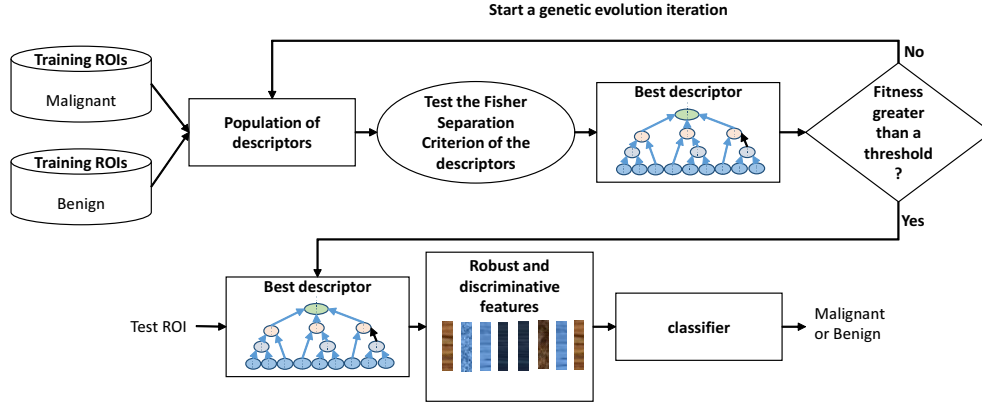 Start a genetic evolution iteration
Training ROIs
Malignant
Training ROIs
Benign
Population of
descriptors
Test the Fisher
Separation
Criterion of the
descriptors
Best descriptor
Fitness
greater
than a
threshold
?
No
Yes
Test ROI
Best descriptor
Robust and
discriminative
features
classifier
Malignant
or Benign